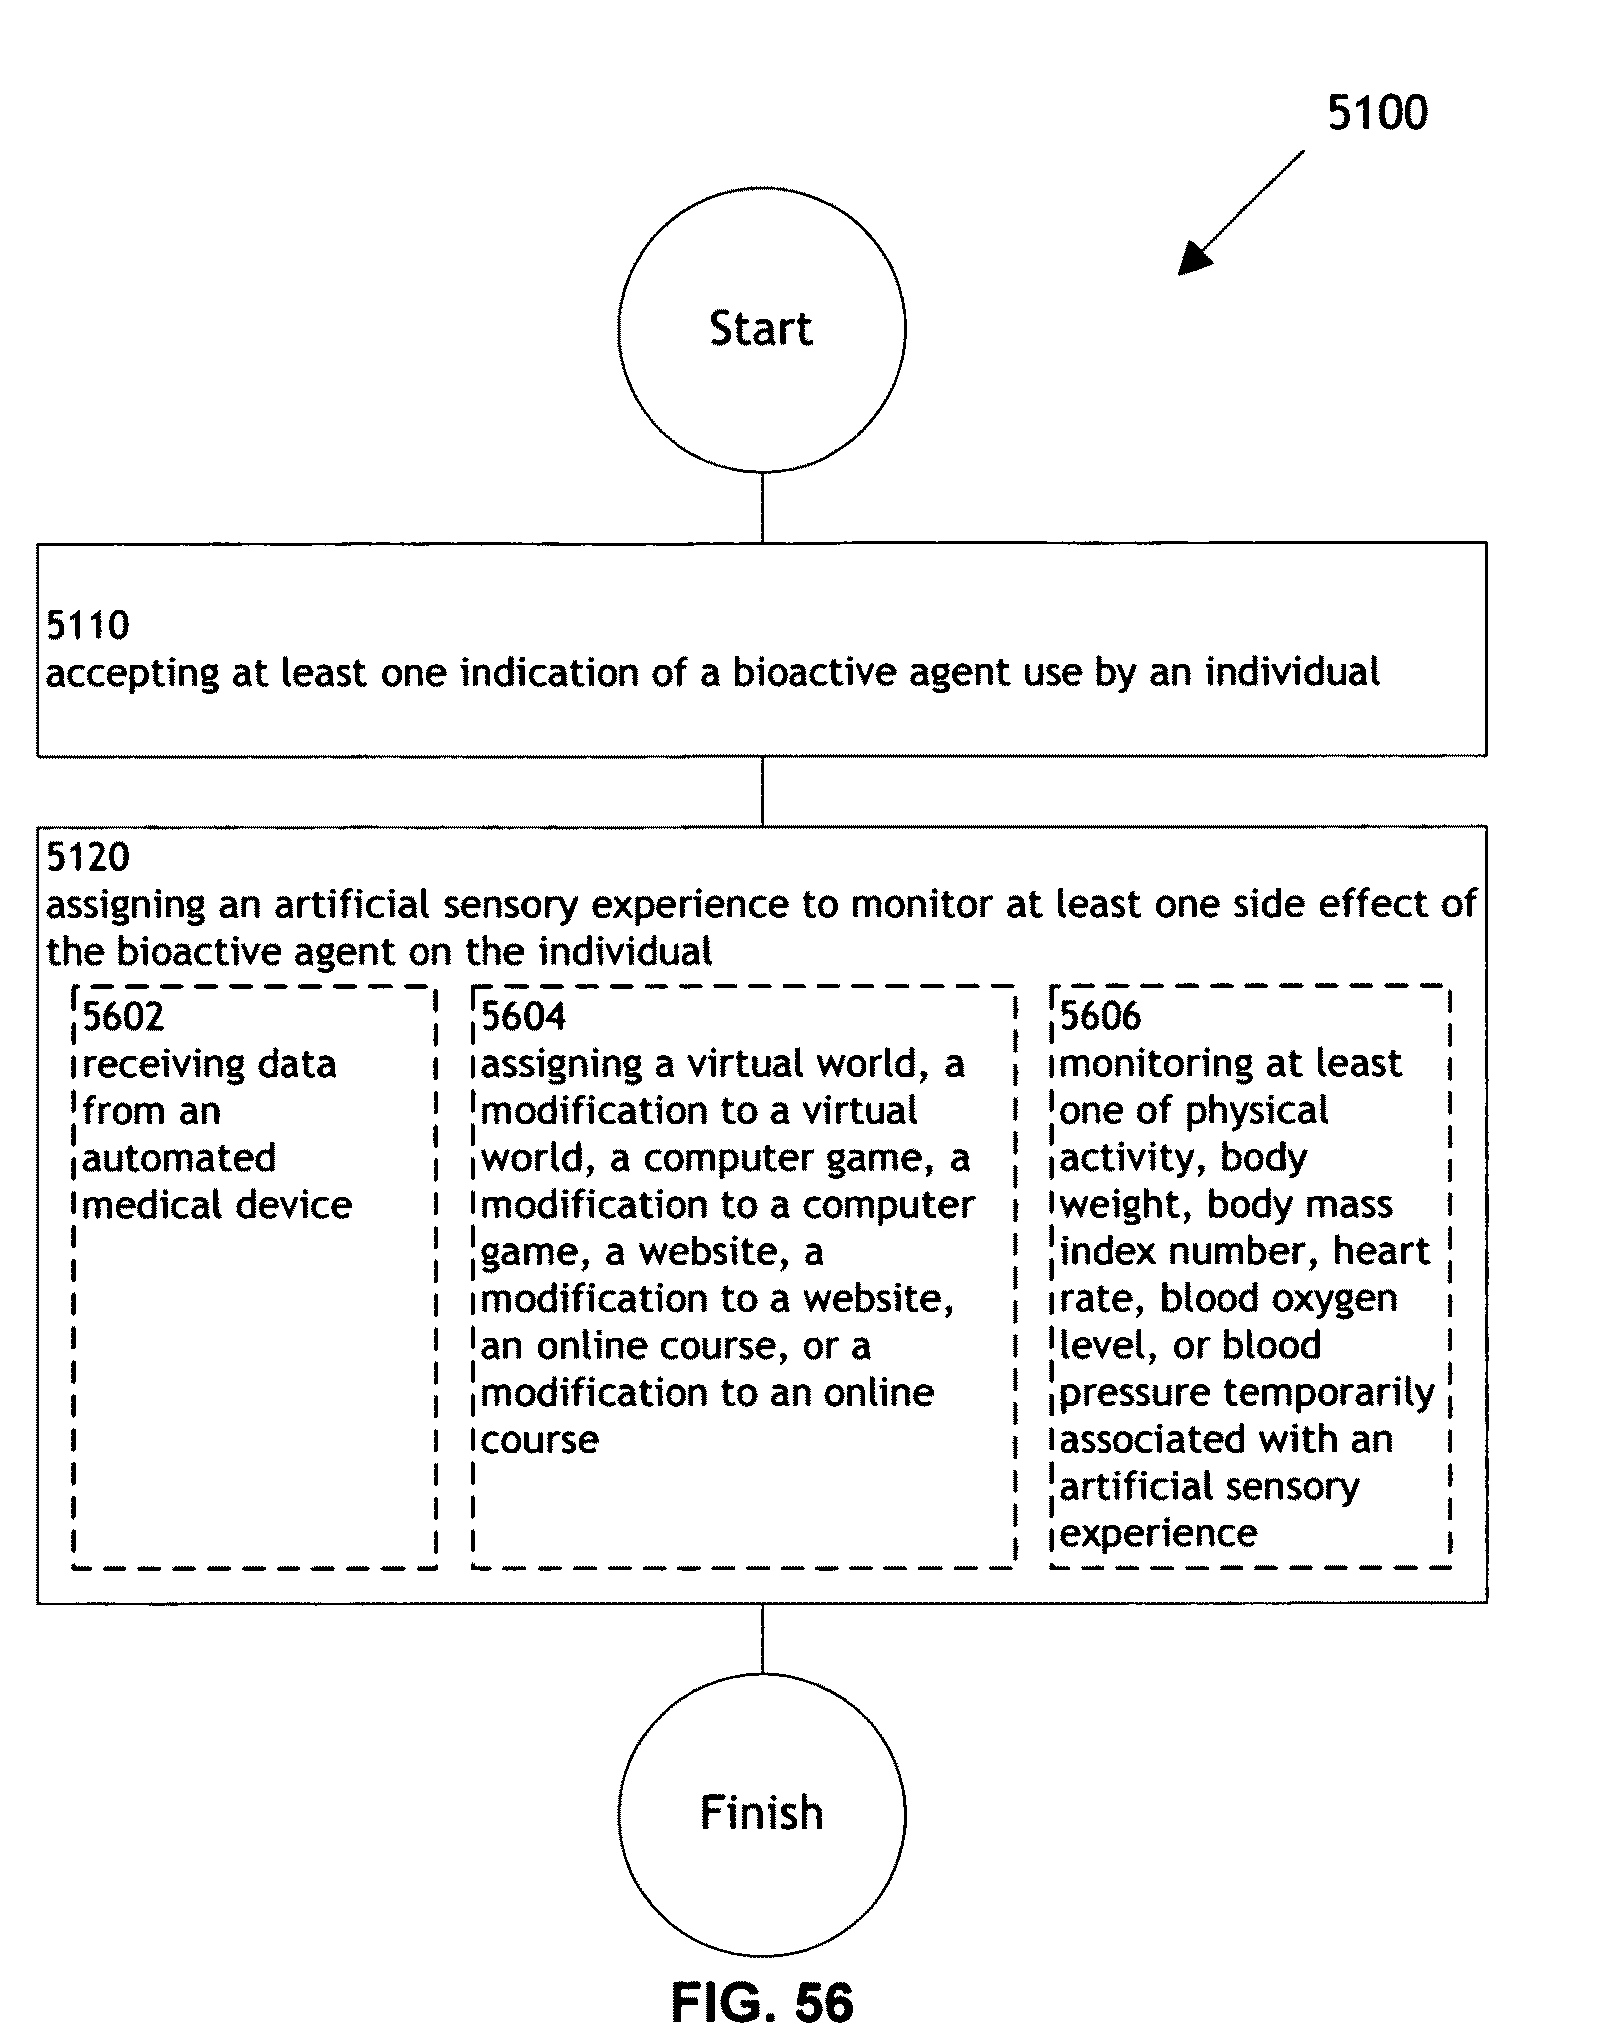 5100
Start
5110
accepting at least one indication of a bioactive agent use by an individual
5120
assigning an artificial sensory experience to monitor at least one side effect of
the bioactive agent on the individual
5602
receiving data
from an
automated
medical device
5604
assigning a virtual world, a
modification to a virtual
world, a computer game, a
modification to a computer
game, a website, a
modification to a website,
an online course, or a
modification to an online
course
5606
monitoring at least
one of physical
activity, body
weight, body mass
index number, heart
rate, blood oxygen
level, or blood
pressure temporarily
associated with an
artificial sensory
experience
Finish
FIG. 56